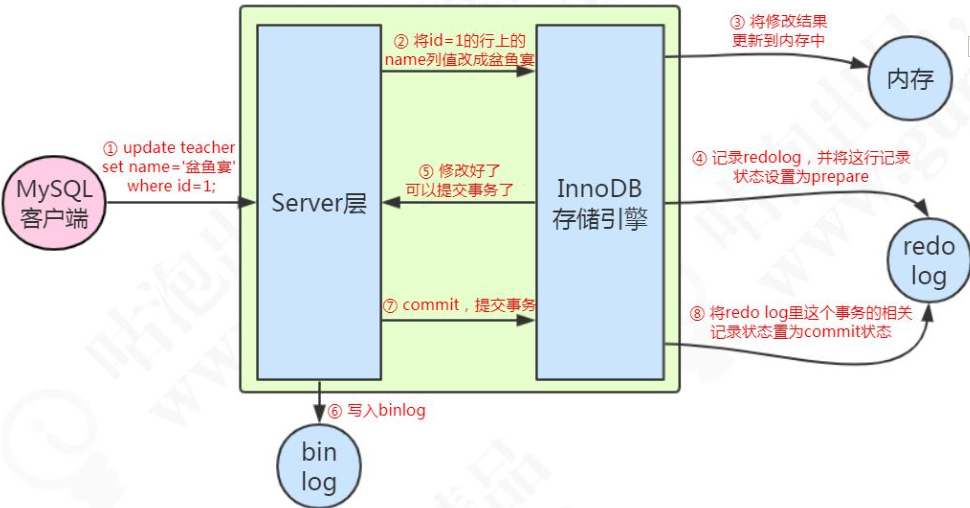 ② 将id=1的行上的
name列值改成盆鱼宴
③ 将修改结果
更新到内存中
内存
① update teacher
set name='盆鱼宴'
where id=1;
MySQL
客户端
Server层
⑤ 修改好了
可以提交事务了
InnoDB
存储引擎
④ 记录redolog，并将这行记录
状态设置为prepare
redo
log
⑦ commit，提交事务
⑧ 将redo log里这个事务的相关
记录状态置为commit状态
⑥ 写入binlog
bin
log